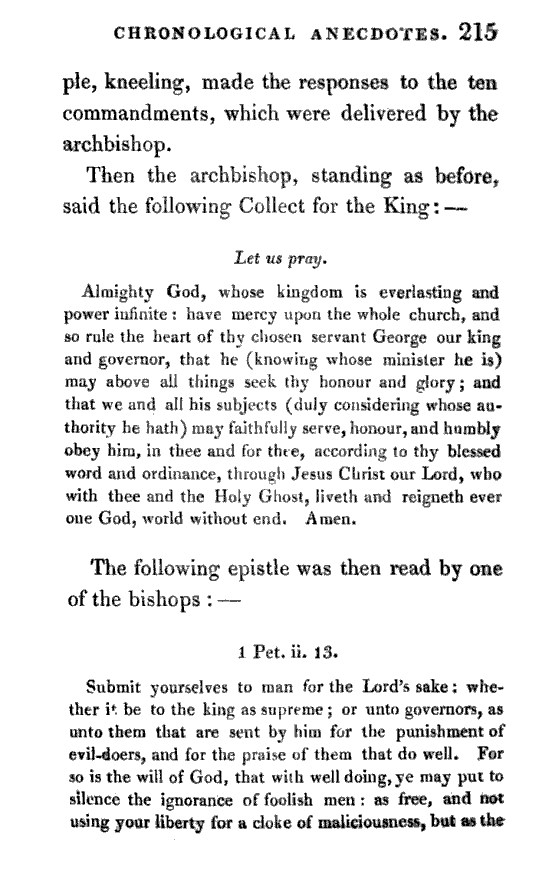 CHRONOLOGICAL ANECDOTES. 215
ple, kneeling, made the responses to the ten
commandments, which were delivered by the
archbishop.
Then the archbishop, standing as before,
said the following Collect for the King: —
Let us pray.
Almighty God, whose kingdom is everlasting and
power infinite : have mercy upon the whole church, and
so rule the heart of thy chosen servant George our king
and governor, that he (knowing whose minister he is)
may above all things seek thy honour and glory; and
that we and all his subjects (duly considering whose au-
thority he hath) may faithfully serve, honour, and humbly
obey him, in thee and for thee, according to thy blessed
word and ordinance, through Jesus Christ our Lord, who
with thee and the Holy Ghost, liveth and reigneth ever
one God, world without end. Amen.
The following epistle was then read by one
of the bishops : —
1 Pet. ii. 13.
Submit yourselves to man for the Lord's sake: whe-
ther it be to the king as supreme; or unto governors, as
unto them that are sent by him for the punishment of
evil-doers, and for the praise of them that do well. For
so is the will of God, that with well doing, ye may put to
silence the ignorance of foolish men : as free, and not
using your liberty for a cloke of maliciousness, but as the